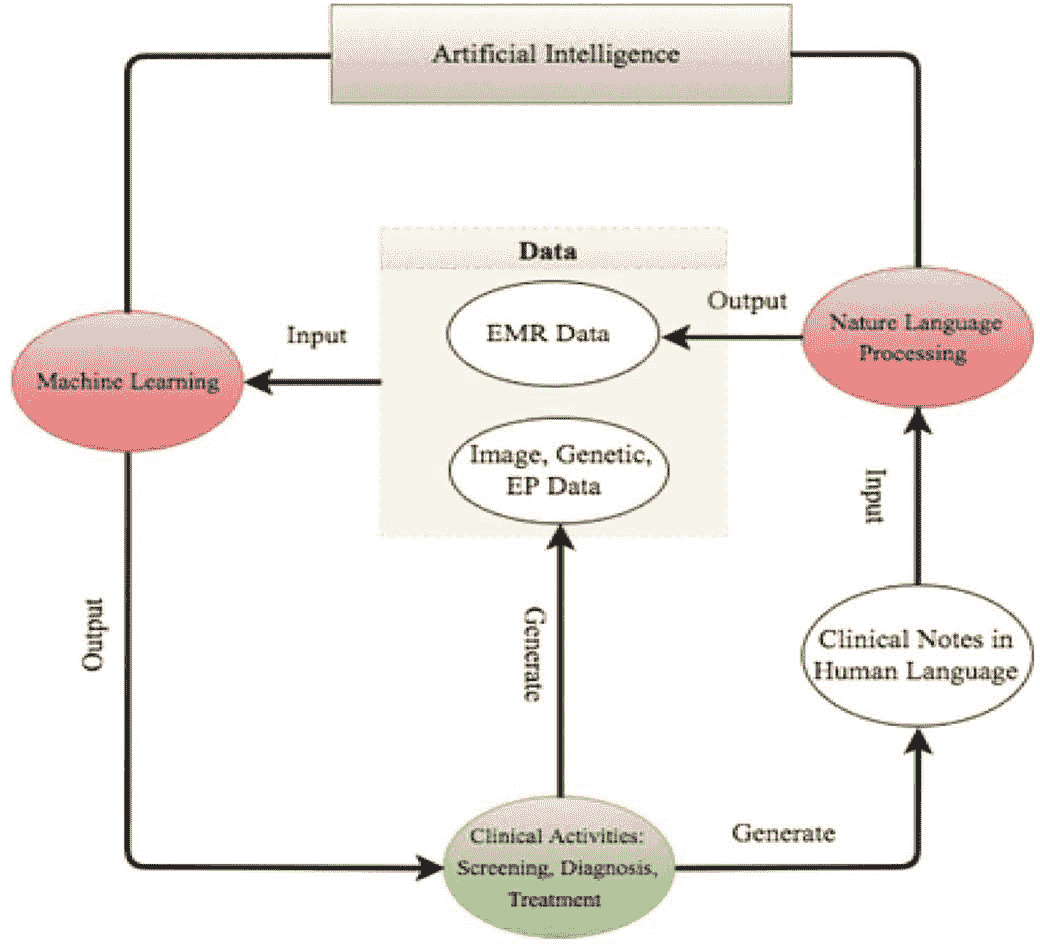 Artificial Intelligence
Data
Output
EMR Data
Nature Language
Processing
Input
Machine Learning
Image, Genetic,
EP Data
Input
Output
Generate
Clinical Notes in
Human Language
Clinical Activities:
Screening, Diagnosis,
Treatment
Generate